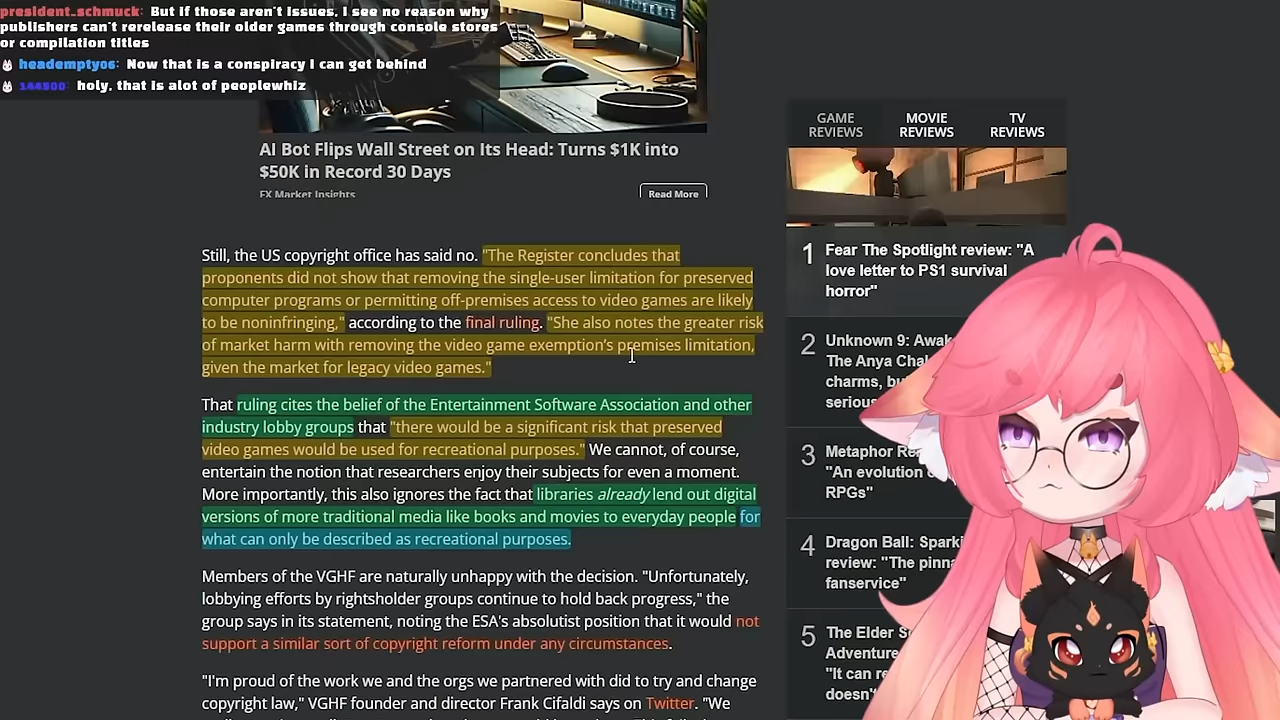 president_schmuck: But if those aren't issues, I see no reason why
publishers can't rerelease their older games through console stores
or compilation titles
headempty06: Now that is a conspiracy I can get behind
144500: holy, that is alot of peoplewhiz
AI Bot Flips Wall Street on Its Head: Turns $1K into
$50K in Record 30 Days
FX Market Insights
Read More
Still, the US copyright office has said no. "The Register concludes that
proponents did not show that removing the single-user limitation for preserved
computer programs or permitting off-premises access to video games are likely
to be noninfringing," according to the final ruling. "She also notes the greater risk
of market harm with removing the video game exemption’s premises limitation,
given the market for legacy video games."
That ruling cites the belief of the Entertainment Software Association and other
industry lobby groups that "there would be a significant risk that preserved
video games would be used for recreational purposes." We cannot, of course,
entertain the notion that researchers enjoy their subjects for even a moment.
More importantly, this also ignores the fact that libraries already lend out digital
versions of more traditional media like books and movies to everyday people for
what can only be described as recreational purposes.
Members of the VGHF are naturally unhappy with the decision. "Unfortunately,
lobbying efforts by rightsholder groups continue to hold back progress," the
group says in its statement, noting the ESA's absolutist position that it would not
support a similar sort of copyright reform under any circumstances.
"I'm proud of the work we and the orgs we partnered with did to try and change
copyright law," VGHF founder and director Frank Cifaldi says on Twitter. "We
GAME
REVIEWS
MOVIE
REVIEWS
TV
REVIEWS
1 Fear The Spotlight review: "A
love letter to PS1 survival
horror"
2 Unknown 9: Awak
The Anya Cha
charms, bu
serious
3 Metaphor Re
"An evolution
RPGs"
4 Dragon Ball: Sparki
review: "The pinna
fanservice"
5 The Elder S
Adventure
"It can re
doesn't